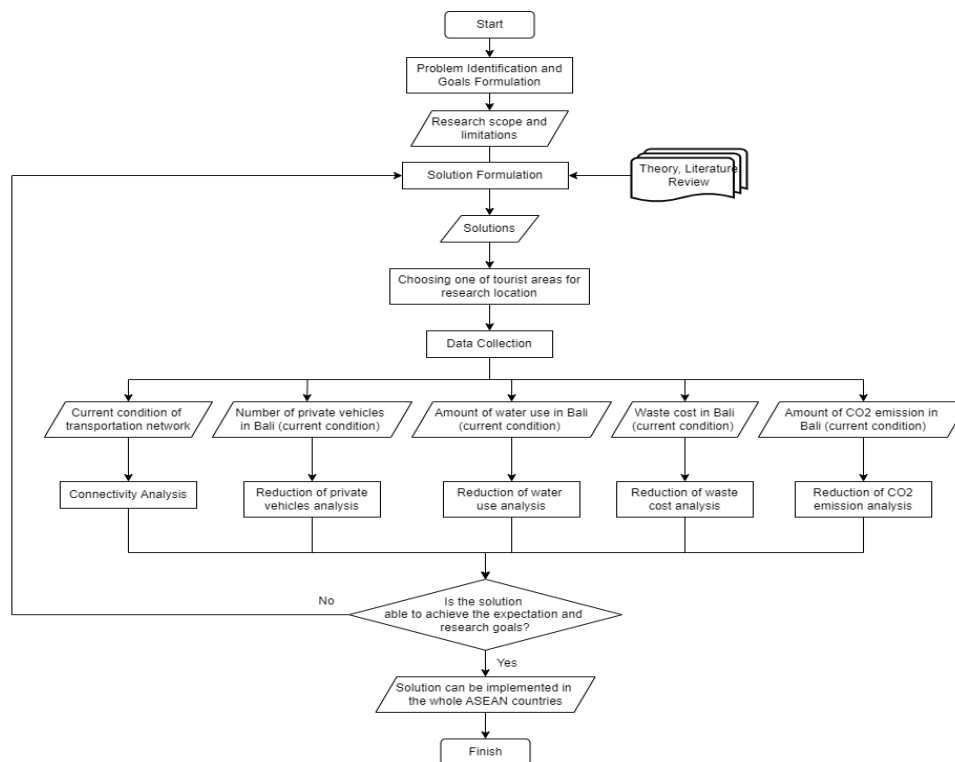 Start
Problem Identification and
Goals Formulation
Research scope and
limitations
Solution Formulation
Theory, Literature
Review
Solutions
Choosing one of tourist areas for
research location
Data Collection
Current condition of
transportation network
Number of private vehicles
in Bali (current condition)
Amount of water use in Bali
(current condition)
Waste cost in Bali
(current condition)
Amount of CO2 emission in
Bali (current condition)
Connectivity Analysis
Reduction of private
vehicles analysis
Reduction of water
use analysis
Reduction of waste
cost analysis
Reduction of CO2
emission analysis
No
Is the solution
able to achieve the expectation and
research goals?
Yes
Solution can be implemented in
the whole ASEAN countries
Finish